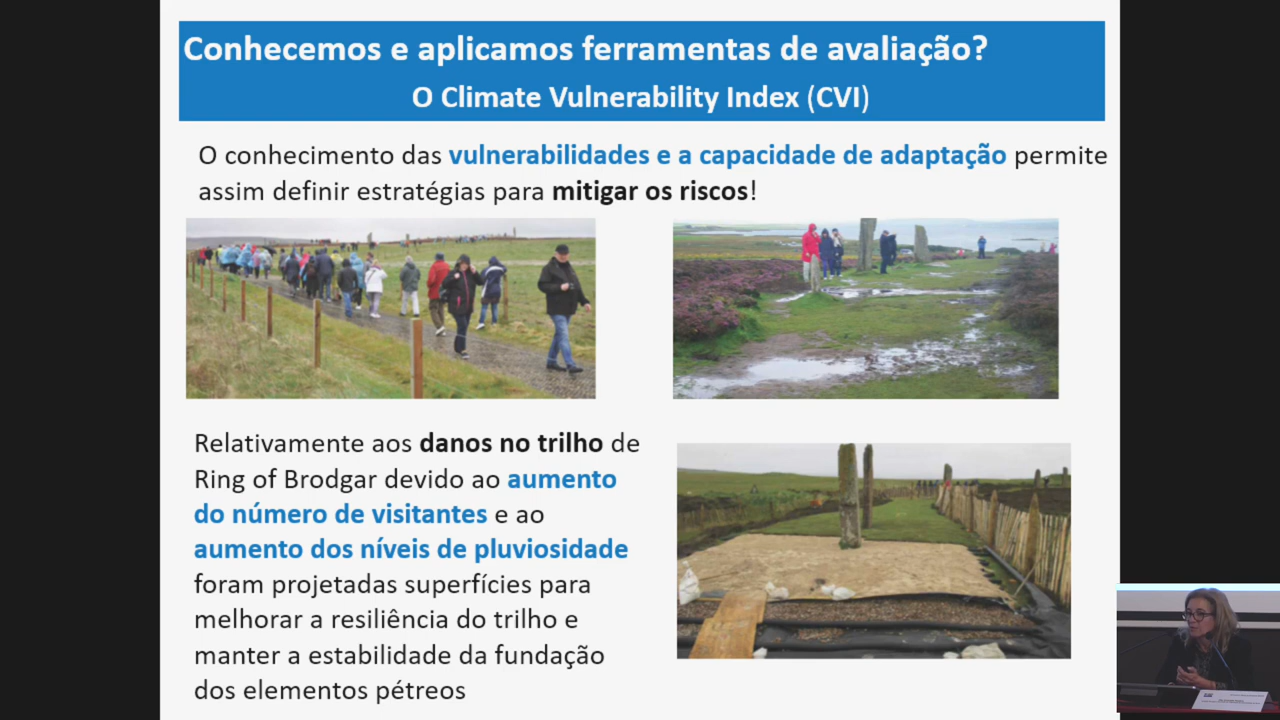 Conhecemos e aplicamos ferramentas de avaliação?
O Climate Vulnerability Index (CVI)
O conhecimento das vulnerabilidades e a capacidade de adaptação permite
assim definir estratégias para mitigar os riscos!
Relativamente aos danos no trilho de
Ring of Brodgar devido ao aumento
do número de visitantes e ao
aumento dos níveis de pluviosidade
foram projetadas superfícies para
melhorar a resiliência do trilho e
manter a estabilidade da fundação
dos elementos pétreos